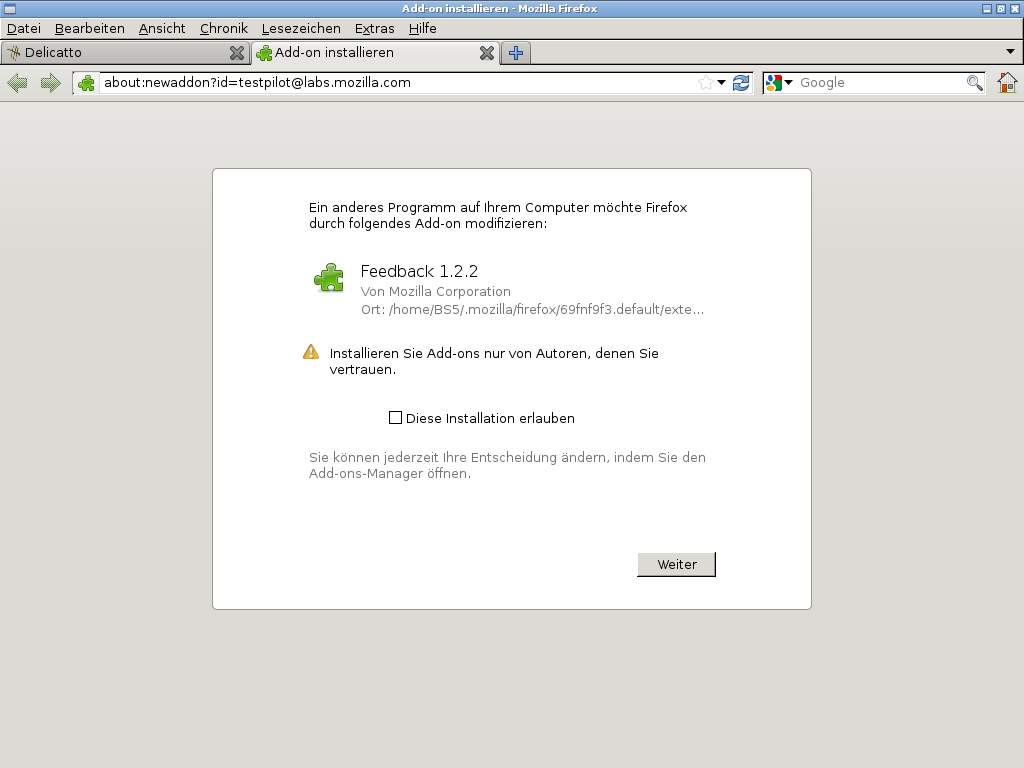 Add-on installieren - Mozilla Firefox
Datei Bearbeiten Ansicht Chronik Lesezeichen Extras Hilfe
Delicatto
Add-on installieren
about:newaddon?id=testpilot@labs.mozilla.com
Google
Ein anderes Programm auf Ihrem Computer möchte Firefox
durch folgendes Add-on modifizieren:
Feedback 1.2.2
Von Mozilla Corporation
Ort: /home/BS5/.mozilla/firefox/69fnf9f3.default/exte...
Installieren Sie Add-ons nur von Autoren, denen Sie
vertrauen.
Diese Installation erlauben
Sie können jederzeit Ihre Entscheidung ändern, indem Sie den
Add-ons-Manager öffnen.
Weiter